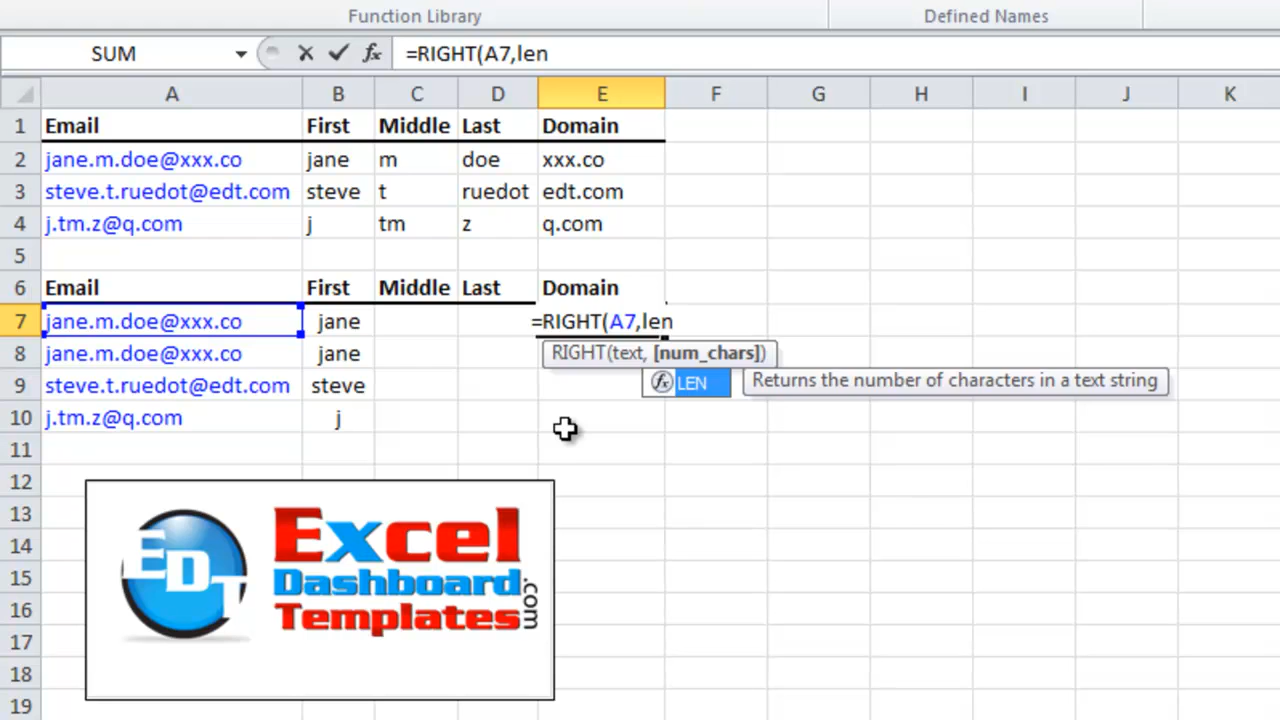 Function Library Defined Names
SUM fx =RIGHT(A7,len
A B C D E F G H I J K
1 Email First Middle Last Domain
2 jane.m.doe@xxx.co jane m doe xxx.co
3 steve.t.ruedot@edt.com steve t ruedot edt.com
4 j.tm.z@q.com j tm z q.com
5
6 Email First Middle Last Domain
7 jane.m.doe@xxx.co jane =RIGHT(A7,len
8 jane.m.doe@xxx.co jane RIGHT(text, [num_chars])
9 steve.t.ruedot@edt.com steve fx LEN Returns the number of characters in a text string
10 j.tm.z@q.com j
11
12
13
14
15
16
17
18
19
EDT
Excel
Dashboard
Templates
.com